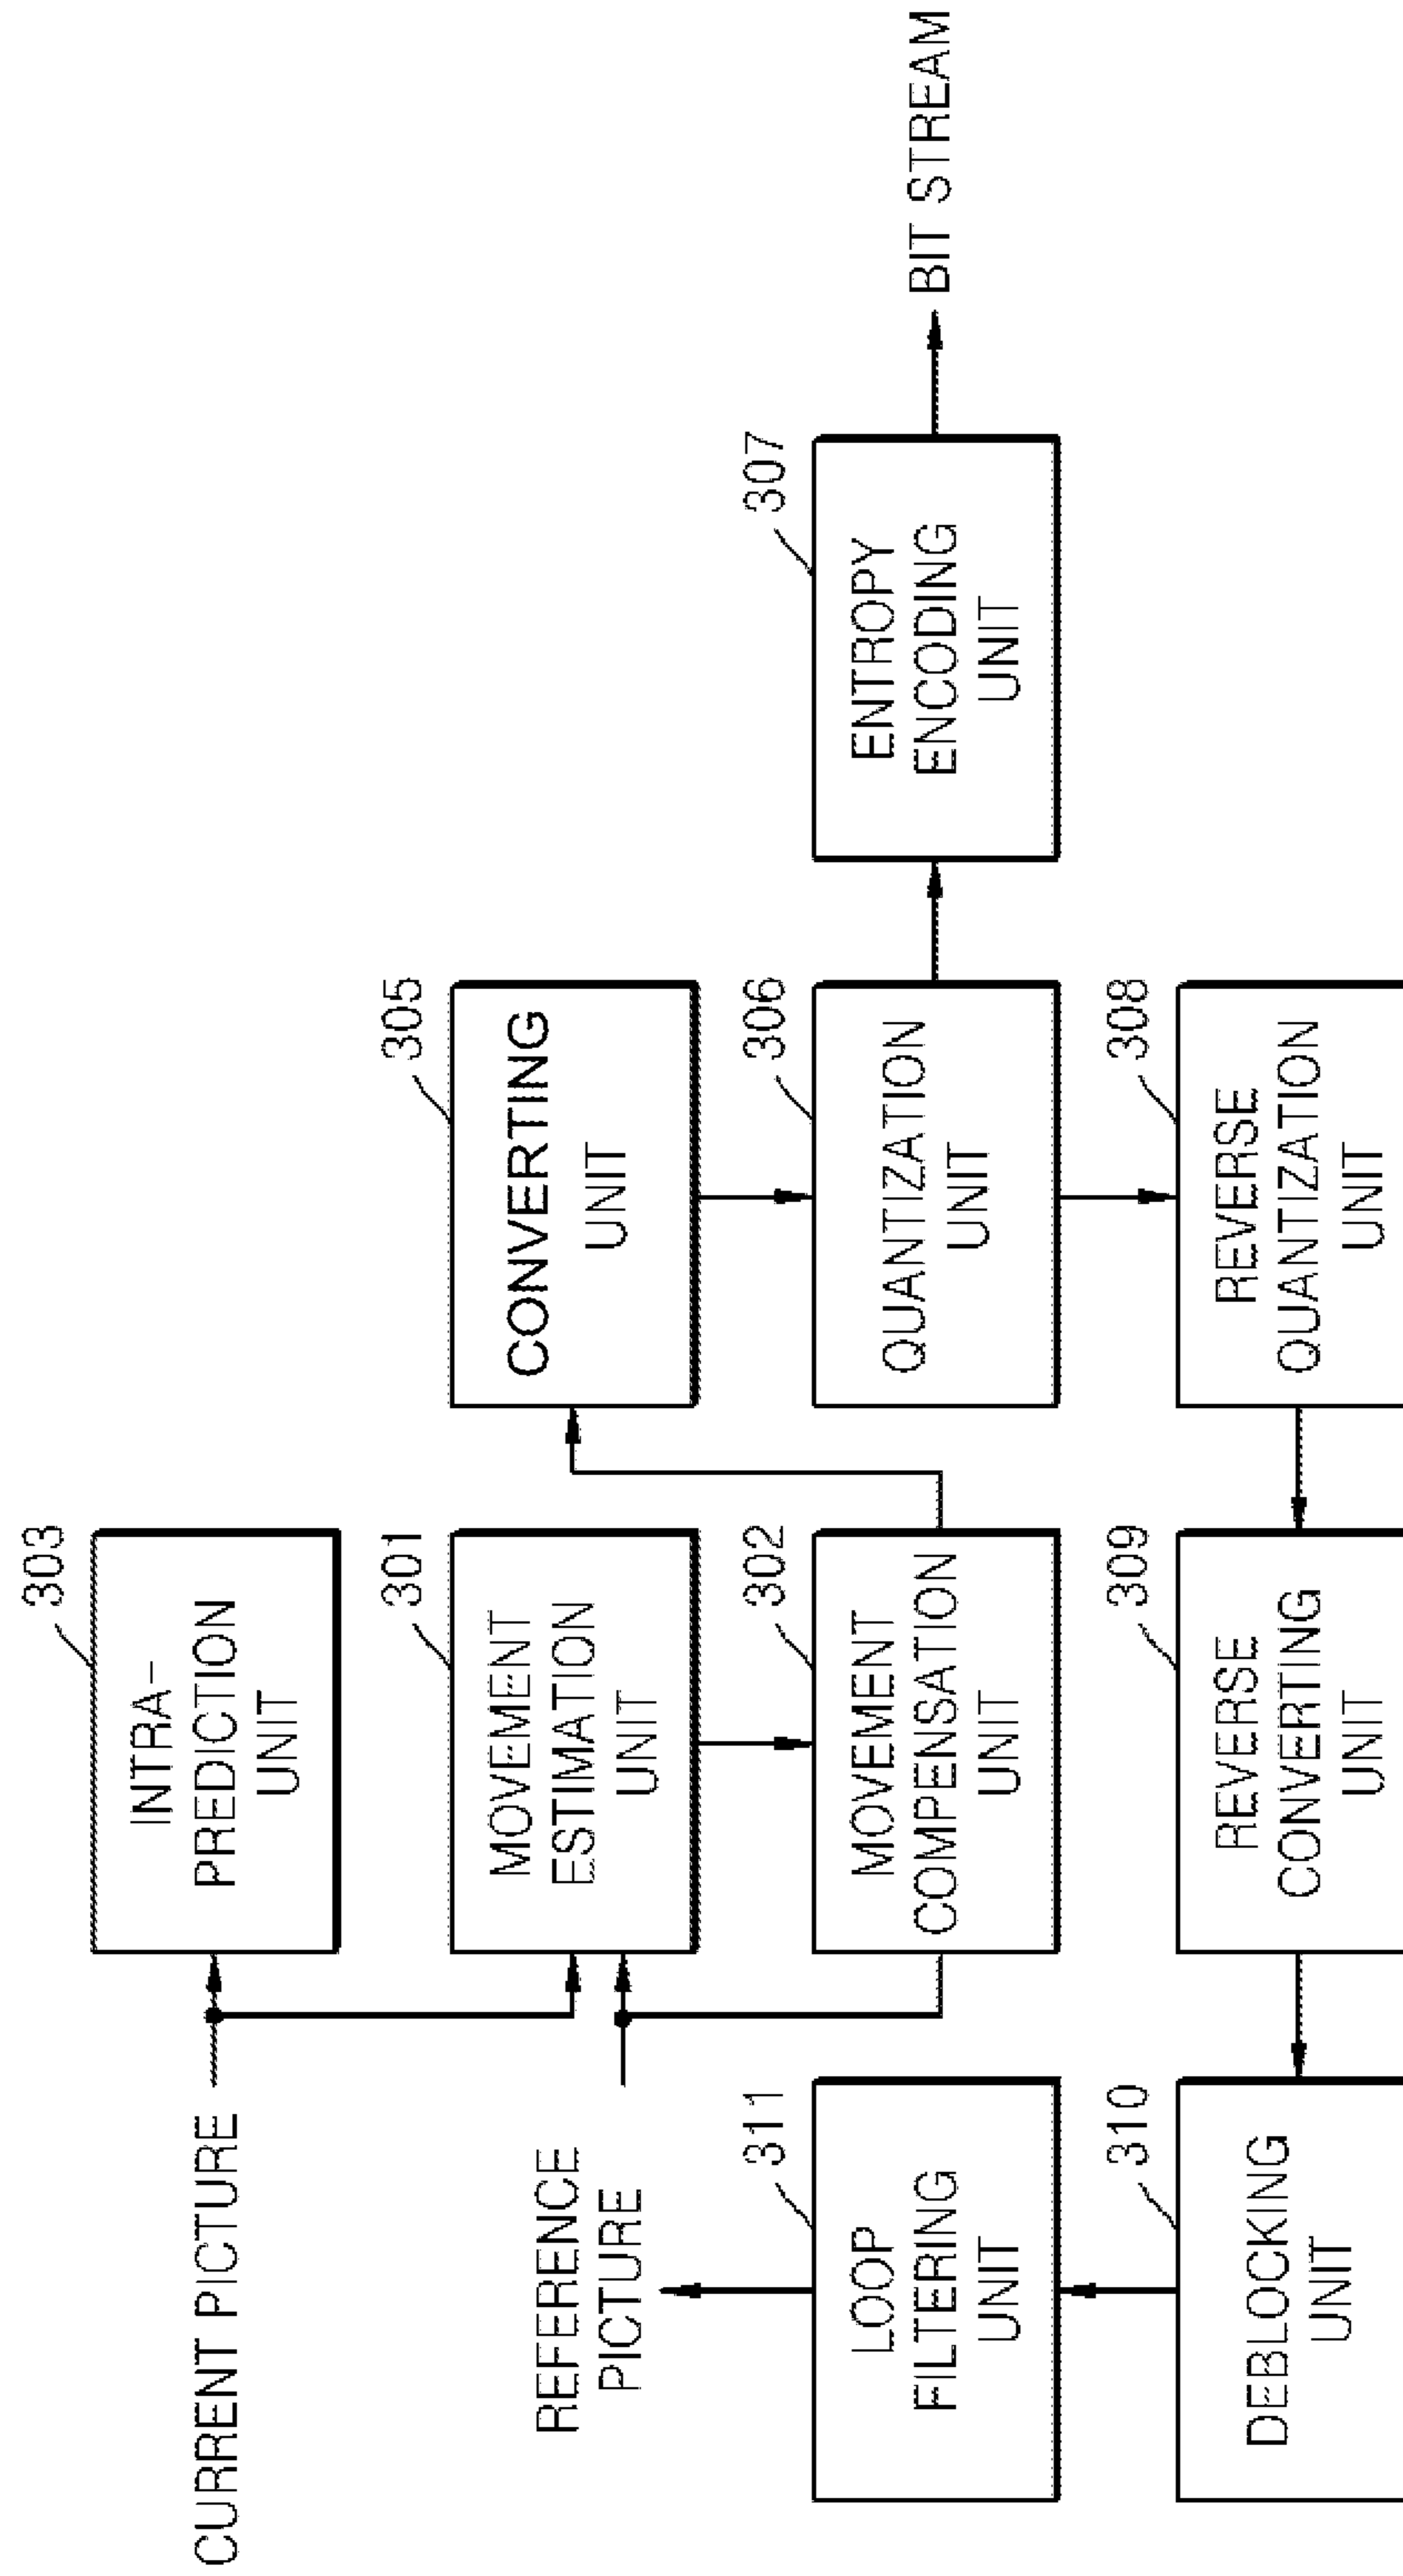 303
INTRA-
PREDICTION
UNIT
CURRENT PICTURE
301
MOVEMENT
ESTIMATION
UNIT
305
CONVERTING
UNIT
REFERENCE
PICTURE
311
LOOP
FILTERING
UNIT
302
MOVEMENT
COMPENSATION
UNIT
306
QUANTIZATION
UNIT
307
ENTROPY
ENCODING
UNIT
BIT STREAM
310
DEBLOCKING
UNIT
309
REVERSE
CONVERTING
UNIT
308
REVERSE
QUANTIZATION
UNIT